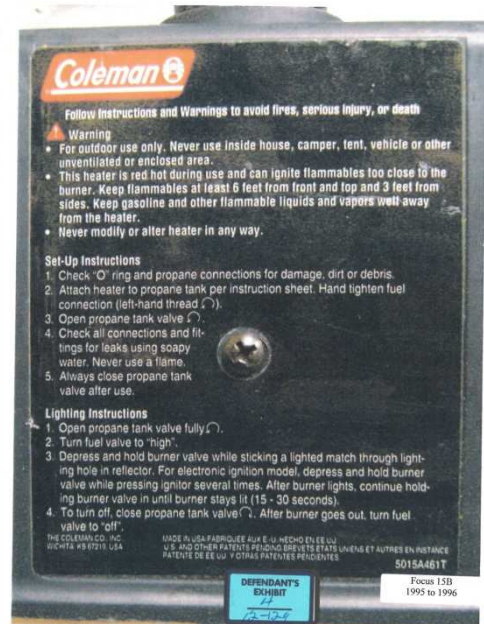 Coleman
Follow Instructions and Warnings to avoid fires, serious injury, or death
Warning
• For outdoor use only. Never use inside house, camper, tent, vehicle or other
unventilated or enclosed area.
• This heater is red hot during use and can ignite flammables too close to the
burner. Keep flammables at least 6 feet from front and top and 3 feet from
sides. Keep gasoline and other flammable liquids and vapors well away
from the heater.
• Never modify or alter heater in any way.
Set-Up Instructions
1. Check "O" ring and propane connections for damage, dirt or debris.
2. Attach heater to propane tank per instruction sheet. Hand tighten fuel
connection (left-hand thread ).
3. Open propane tank valve .
4. Check all connections and fit-
tings for leaks using soapy
water. Never use a flame.
5. Always close propane tank
valve after use.
Lighting Instructions
1. Open propane tank valve fully .
2. Turn fuel valve to "high".
3. Depress and hold burner valve while sticking a lighted match through light-
ing hole in reflector. For electronic ignition model, depress and hold burner
valve while pressing ignitor several times. After burner lights, continue hold-
ing burner valve in until burner stays lit (15 - 30 seconds).
4. To turn off, close propane tank valve . After burner goes out, turn fuel
valve to "off".
THE COLEMAN CO., INC.
WICHITA, KS 67219, USA
MADE IN USA/FABRIQUÉE AUX É.-U./HECHO EN EE.UU.
U.S. AND OTHER PATENTS PENDING. BREVETS ÉTATS UNIENS ET AUTRES EN INSTANCE
PATENTE DE EE.UU. Y OTRAS PATENTES PENDIENTES.
5015A461T
DEFENDANT'S
EXHIBIT
Focus 15B
1995 to 1996